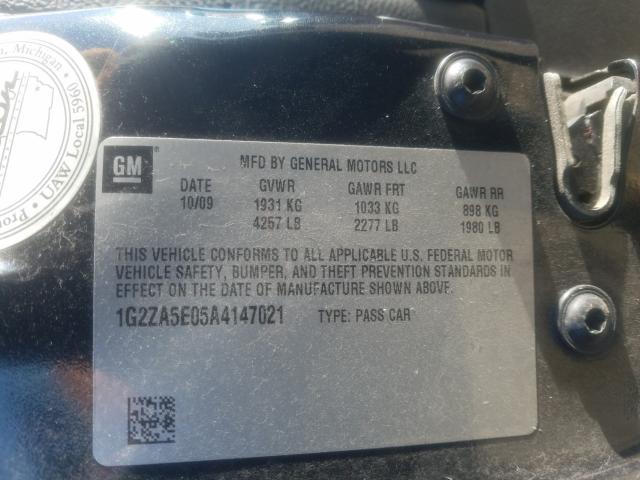 Michigan
UAW Local 5960
GM
MFD BY GENERAL MOTORS LLC
DATE GVWR GAWR FRT GAWR RR
10/09 1931 KG 1033 KG 898 KG
4257 LB 2277 LB 1980 LB
THIS VEHICLE CONFORMS TO ALL APPLICABLE U.S. FEDERAL MOTOR
VEHICLE SAFETY, BUMPER, AND THEFT PREVENTION STANDARDS IN
EFFECT ON THE DATE OF MANUFACTURE SHOWN ABOVE.
1G2ZA5E05A4147021 TYPE: PASS CAR